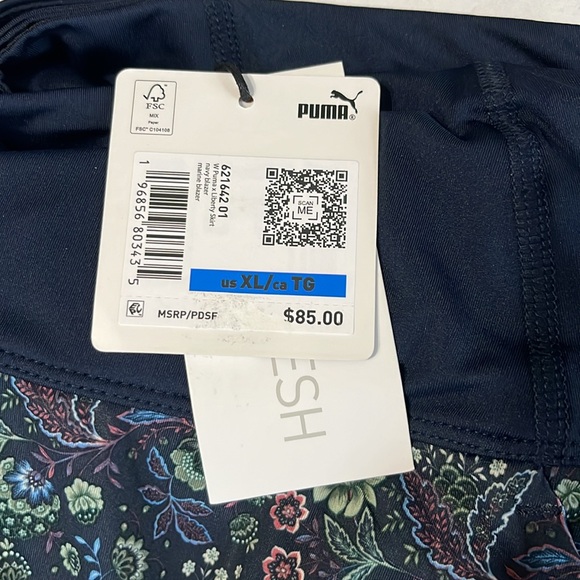 FSC
MIX
Paper
FSC® C104108
PUMA®
621642 01
W Puma x Liberty Skirt
navy blazer
marine blazer
1 96856 80343 5
SCAN
ME
us XL/ca TG
MSRP/PDSF
$85.00
ESH